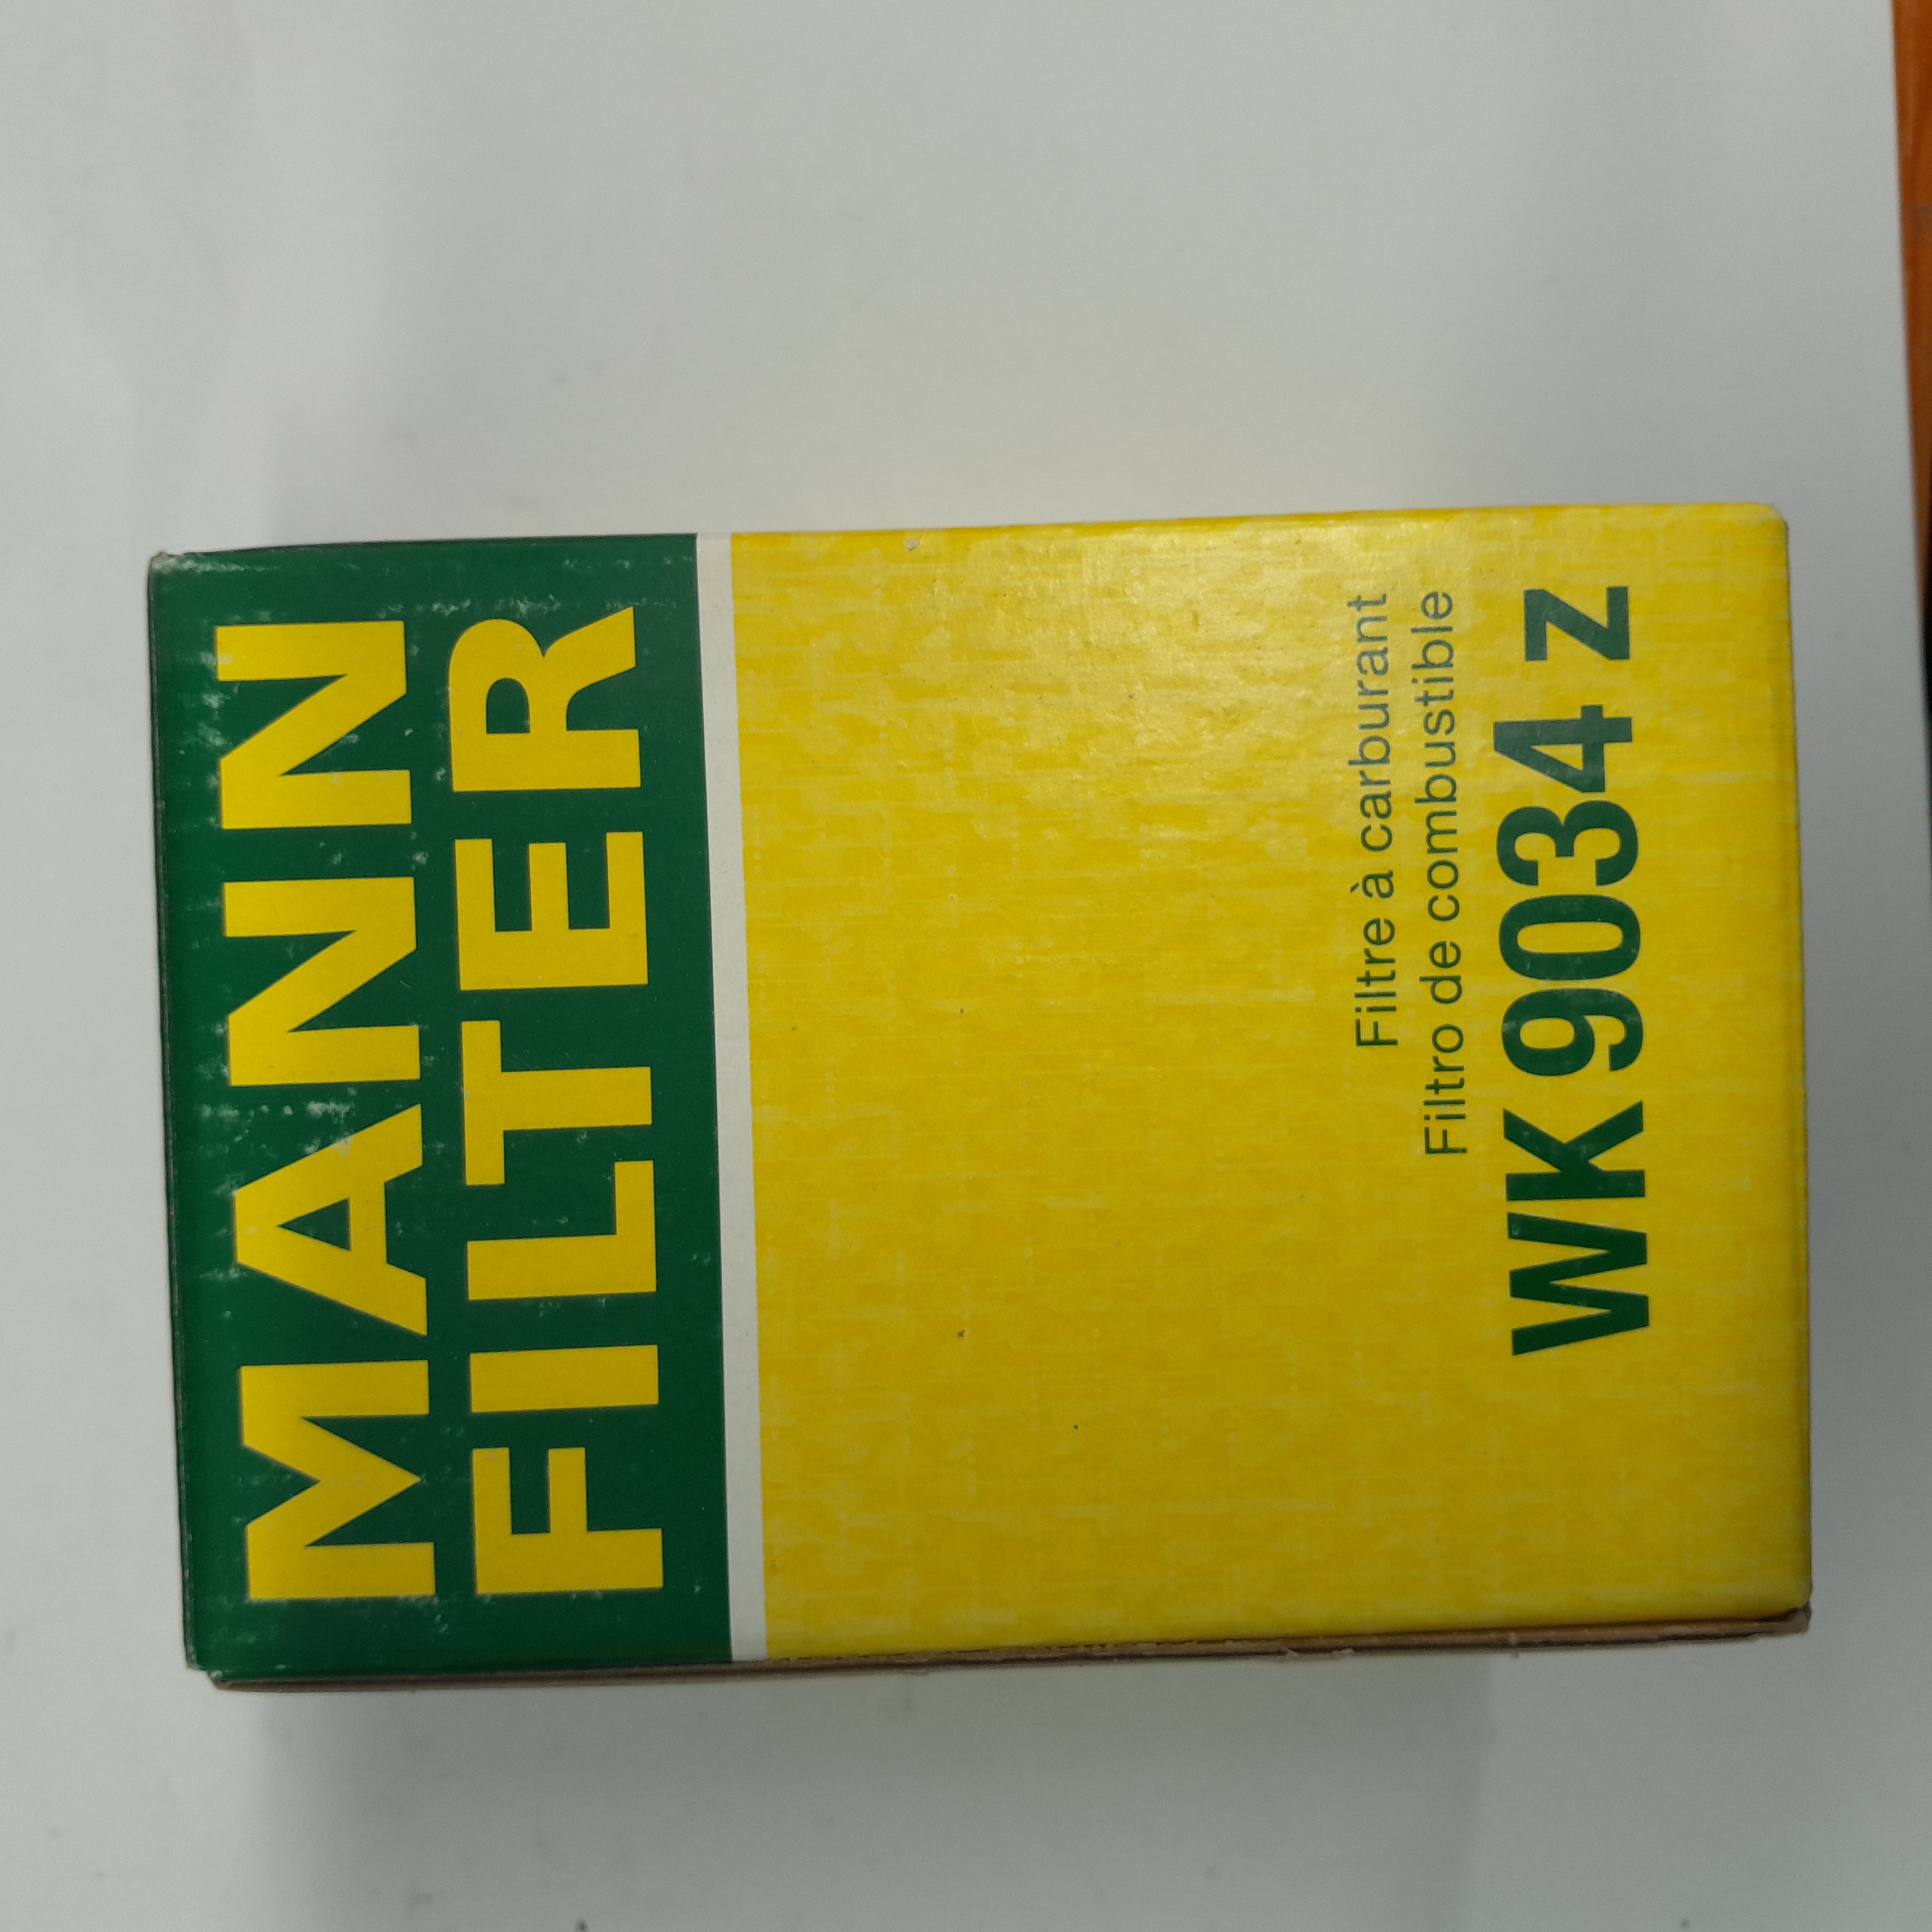 MANN
FILTER
Filtre à carburant
Filtro de combustible
WK 9034 z